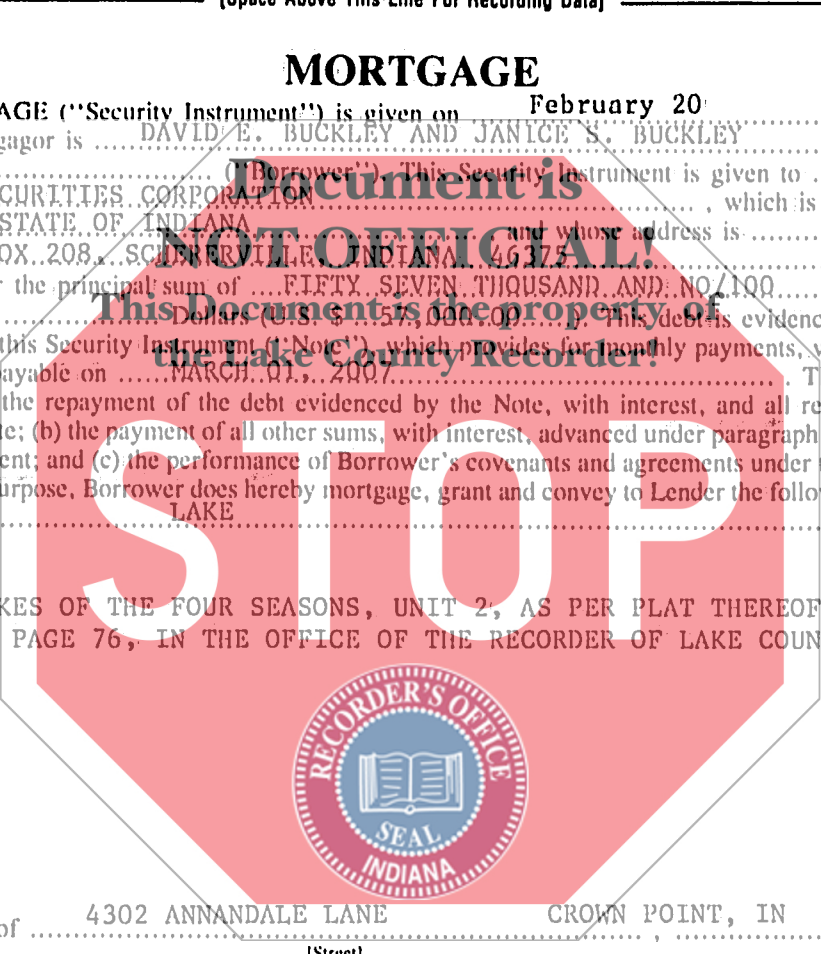 [Space Above This Line For Recording Data]
MORTGAGE
AGE ("Security Instrument") is given on February 20
gagor is DAVID E. BUCKLEY AND JANICE S. BUCKLEY
("Borrower"). This Security Instrument is given to
Document is
CURITIES CORPORATION , which is
STATE OF INDIANA and whose address is
NOT OFFICIAL!
OX 208, SCHERERVILLE, INDIANA 46375
r the principal sum of FIFTY SEVEN THOUSAND AND NO/100
This Document is the property of
Dollars (U.S. $ 57,000.00 ). This debt is evidenc
this Security Instrument ("Note"), which provides for monthly payments, w
the Lake County Recorder!
ayable on MARCH 01, 2007 . T
the repayment of the debt evidenced by the Note, with interest, and all re
te; (b) the payment of all other sums, with interest, advanced under paragraph
ent; and (c) the performance of Borrower's covenants and agreements under
urpose, Borrower does hereby mortgage, grant and convey to Lender the follo
LAKE
STOP
KES OF THE FOUR SEASONS, UNIT 2, AS PER PLAT THEREOF
PAGE 76, IN THE OFFICE OF THE RECORDER OF LAKE COUN
RECORDER'S OFFICE
SEAL
INDIANA
of 4302 ANNANDALE LANE , CROWN POINT, IN
[Street]